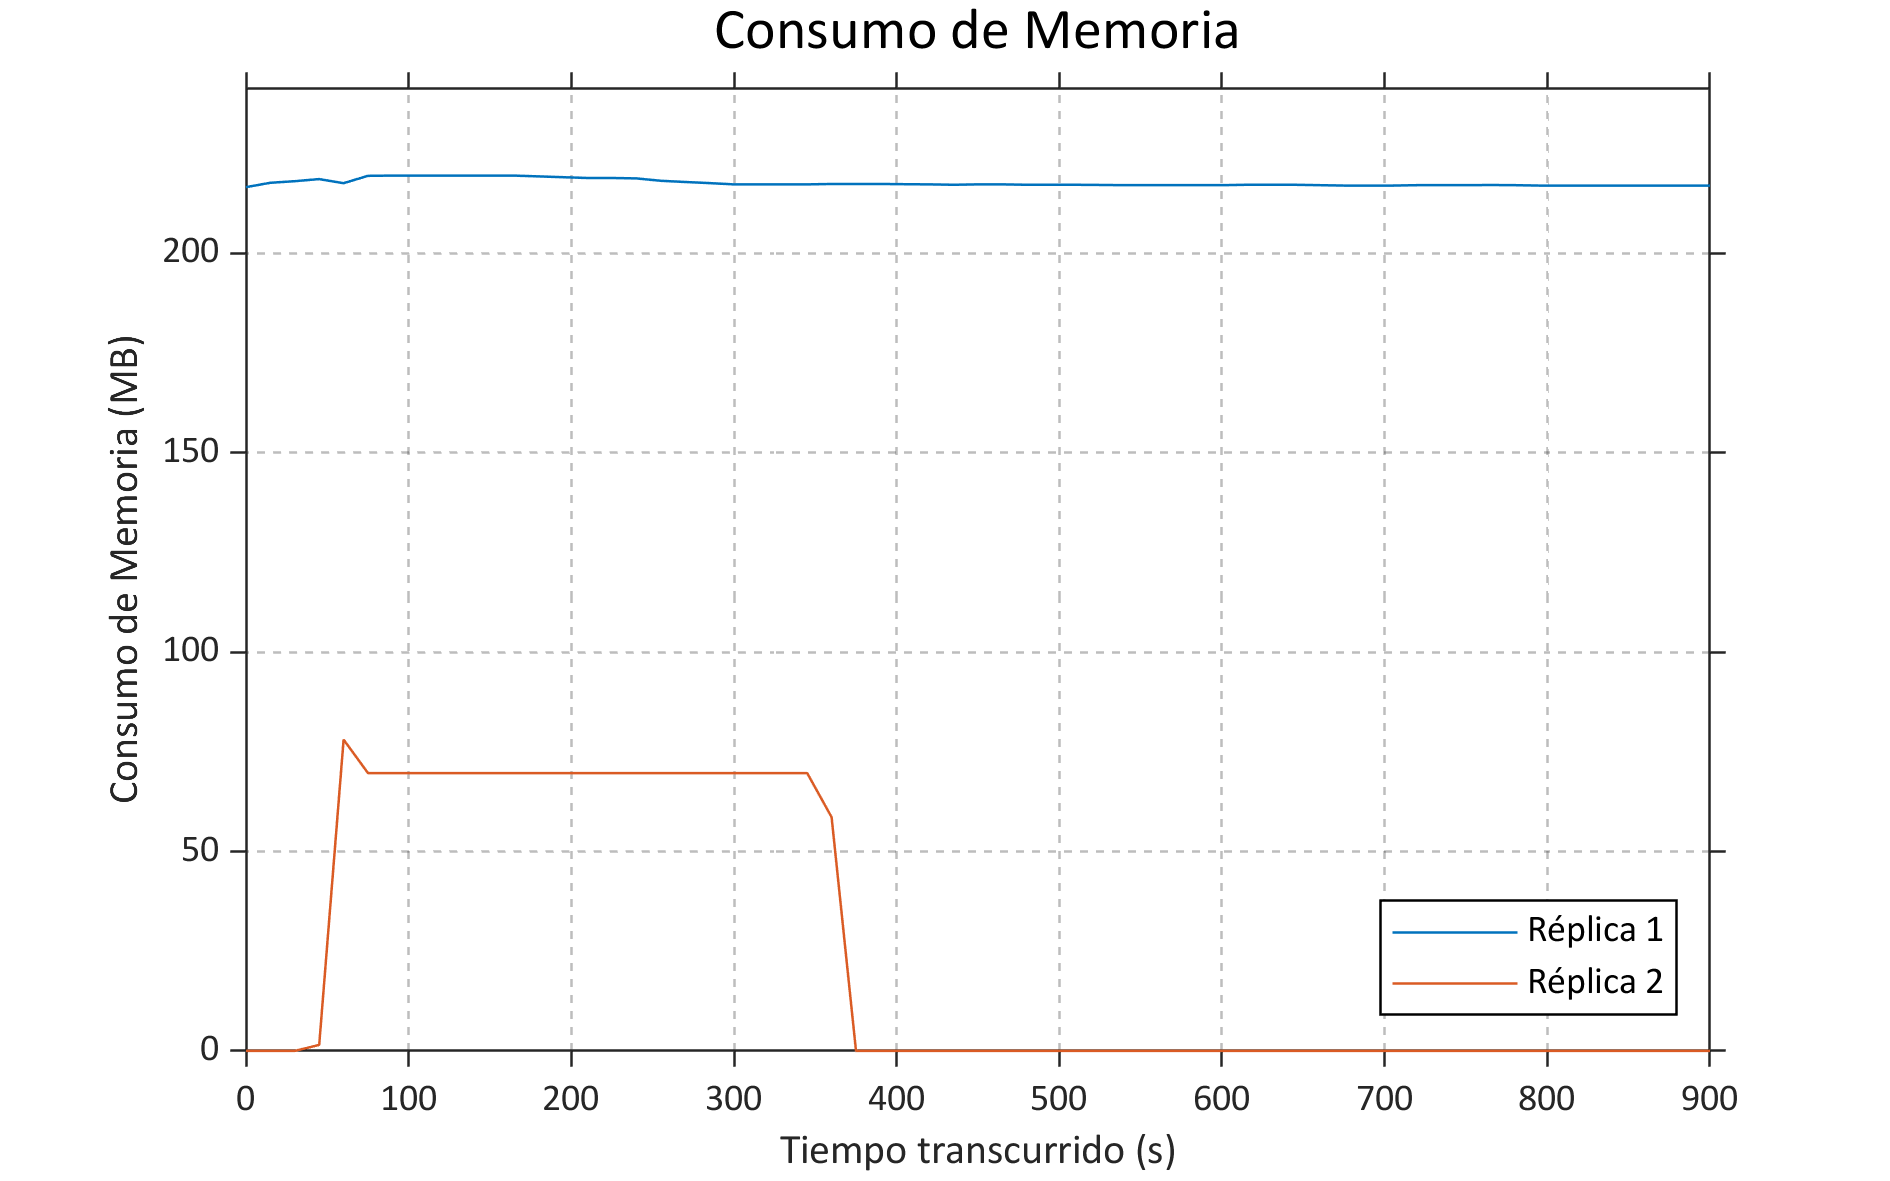 Consumo de Memoria
Consumo de Memoria (MB)
200
150
100
50
0
0 100 200 300 400 500 600 700 800 900
Tiempo transcurrido (s)
Réplica 1
Réplica 2